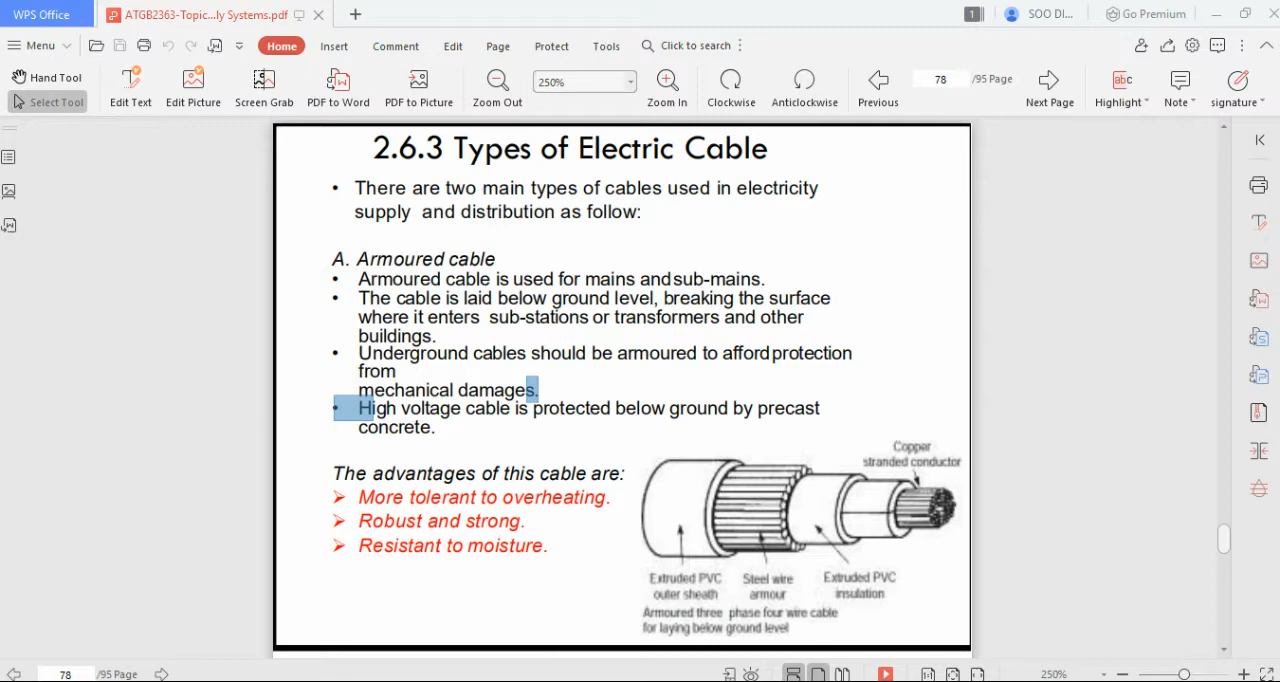 WPS Office
ATGB2363-Topic...ly Systems.pdf
1
SOO DI...
Go Premium
Menu
Home
Insert
Comment
Edit
Page
Protect
Tools
Click to search
Hand Tool
Select Tool
Edit Text
Edit Picture
Screen Grab
PDF to Word
PDF to Picture
Zoom Out
250%
Zoom In
Clockwise
Anticlockwise
Previous
78 /95 Page
Next Page
Highlight
Note
signature
2.6.3 Types of Electric Cable
• There are two main types of cables used in electricity
supply and distribution as follow:
A. Armoured cable
• Armoured cable is used for mains and sub-mains.
• The cable is laid below ground level, breaking the surface
where it enters sub-stations or transformers and other
buildings.
• Underground cables should be armoured to afford protection
from
mechanical damages.
• High voltage cable is protected below ground by precast
concrete.
The advantages of this cable are:
➢ More tolerant to overheating.
➢ Robust and strong.
➢ Resistant to moisture.
Copper
stranded conductor
Extruded PVC
outer sheath
Steel wire
armour
Extruded PVC
insulation
Armoured three phase four wire cable
for laying below ground level
78 /95 Page
250%